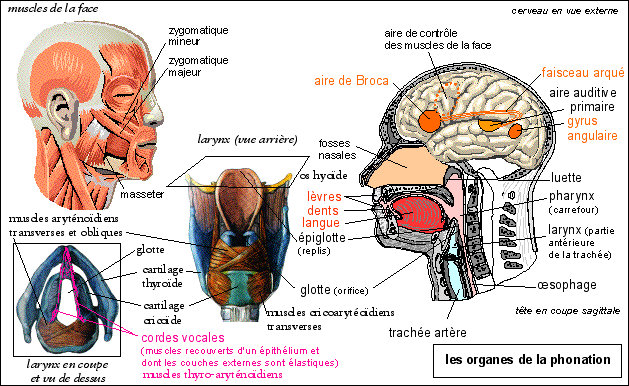 muscles de la face
cerveau en vue externe
zygomatique
mineur
zygomatique
majeur
masseter
aire de contrôle
des muscles de la face
aire de Broca
faisceau arqué
aire auditive
primaire
gyrus
angulaire
larynx (vue arrière)
fosses
nasales
os hyoïde
lèvres
dents
langue
luette
pharynx
(carrefour)
épiglotte
(replis)
larynx (partie
antérieure
de la trachée)
muscles aryténoïdiens
transverses et obliques
glotte
cartilage
thyroïde
cartilage
cricoïde
glotte (orifice)
œsophage
muscles cricoarytéoïdiens
transverses
trachée artère
tête en coupe sagittale
cordes vocales
(muscles recouverts d'un épithélium et
dont les couches externes sont élastiques)
muscles thyro-aryténoïdiens
larynx en coupe
et vu de dessus
les organes de la phonation